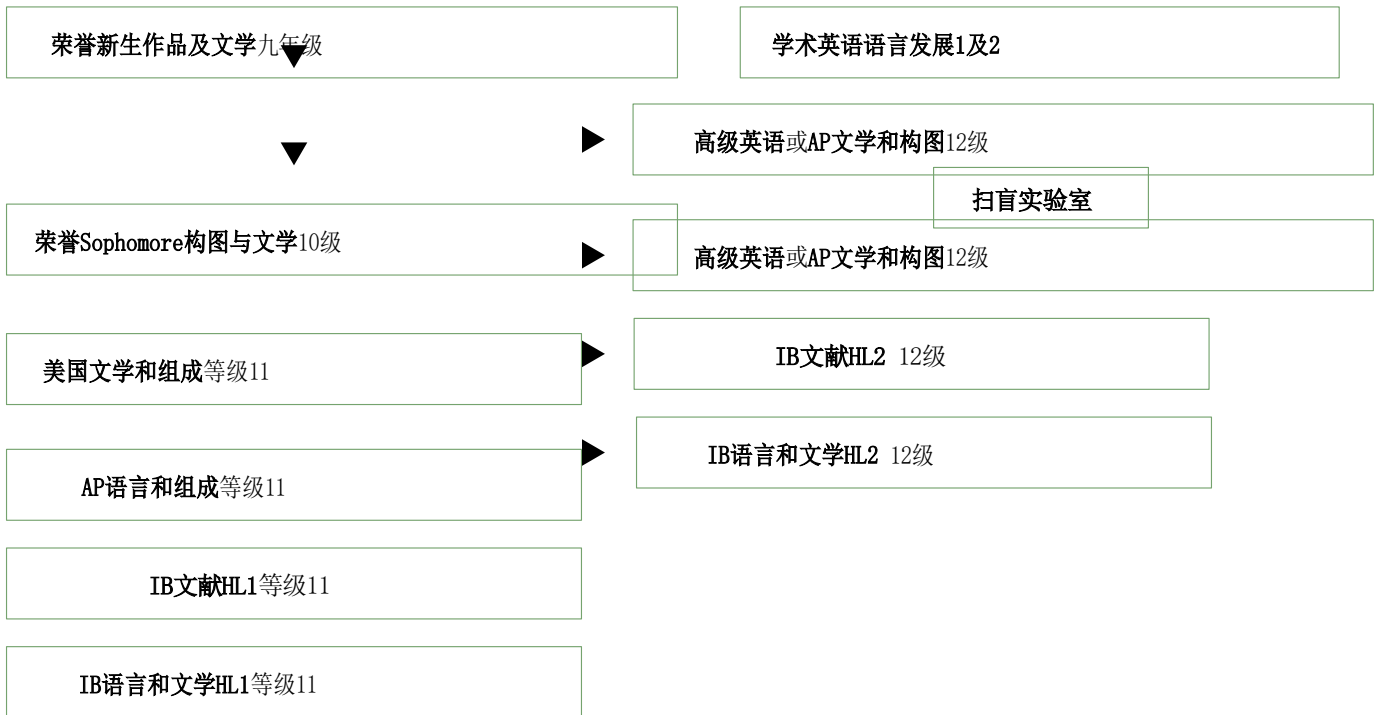 荣誉新生作品及文学九年级
学术英语语言发展1及2
高级英语或AP文学和构图12级
扫盲实验室
荣誉Sophomore构图与文学10级
高级英语或AP文学和构图12级
美国文学和组成等级11
IB文献HL2 12级
AP语言和组成等级11
IB语言和文学HL2 12级
IB文献HL1等级11
IB语言和文学HL1等级11